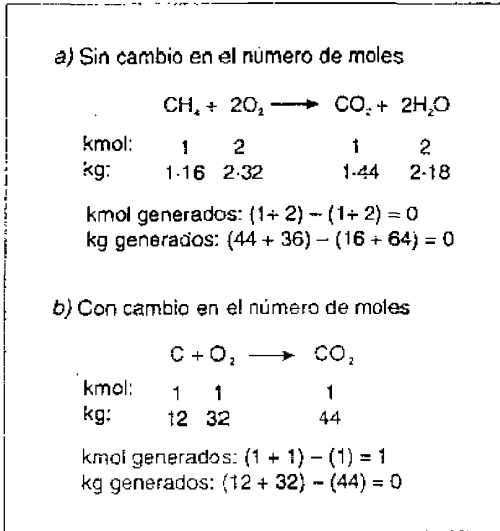 a) Sin cambio en el número de moles
CH₄ + 2O₂ ⟶ CO₂ + 2H₂O
kmol: 1 2 1 2
kg: 1·16 2·32 1·44 2·18
kmol generados: (1+ 2) – (1+ 2) = 0
kg generados: (44 + 36) – (16 + 64) = 0
b) Con cambio en el número de moles
C + O₂ ⟶ CO₂
kmol: 1 1 1
kg: 12 32 44
kmol generados: (1 + 1) – (1) = 1
kg generados: (12 + 32) – (44) = 0